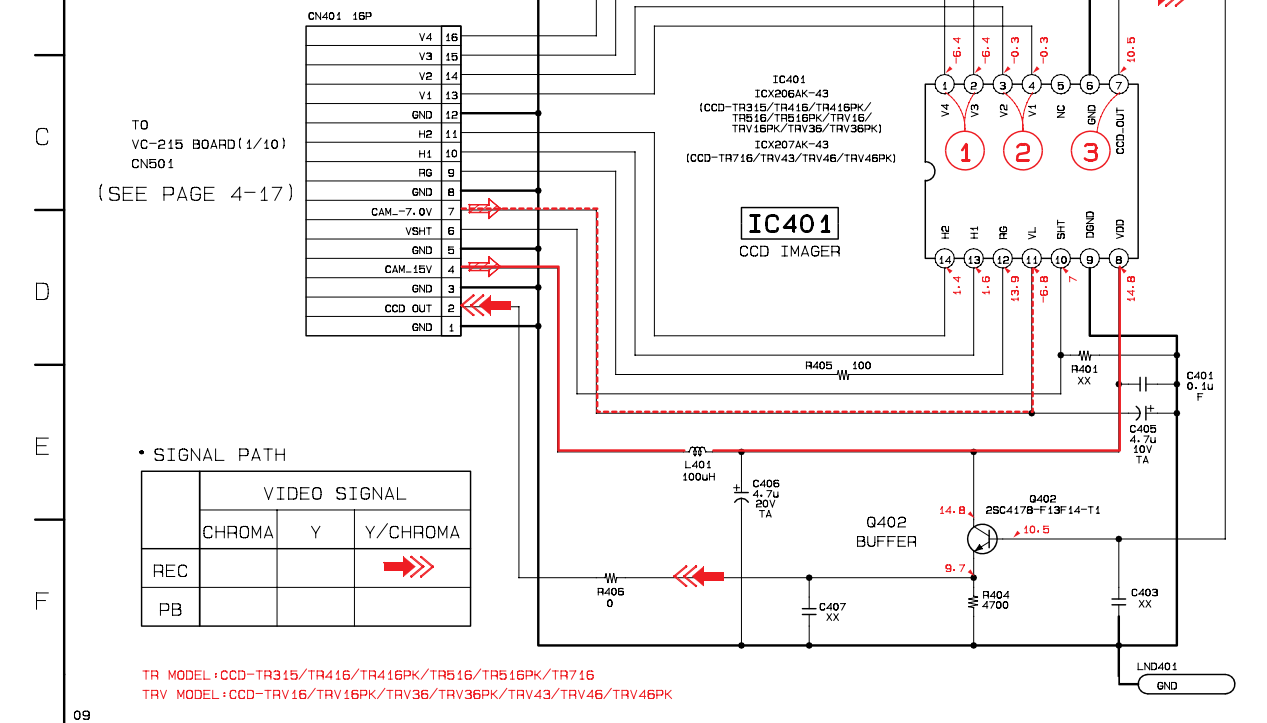 CN401 16P
V4 16
V3 15
V2 14
V1 13
GND 12
H2 11
H1 10
RG 9
GND 8
CAM_-7.0V 7
VSHT 6
GND 5
CAM_15V 4
GND 3
CCD OUT 2
GND 1
C
D
E
F
TO
VC-215 BOARD(1/10)
CN501
(SEE PAGE 4-17)
IC401
ICX206AK-43
(CCD-TR315/TR416/TR416PK/
TR516/TR516PK/TRV16/
TRV16PK/TRV36/TRV36PK)
ICX207AK-43
(CCD-TR716/TRV43/TRV46/TRV46PK)
IC401
CCD IMAGER
-6.4 -6.4 -0.3 -0.3 10.5
1 2 3 4 5 6 7
V4 V3 V2 V1 NC GND CCD_OUT
1 2 3
H2 H1 RG VL SHT DGND VDD
14 13 12 11 10 9 8
1.4 1.6 13.9 -6.8 7 14.8
R405 100
R401
XX
C401
0.1u
F
C405
4.7u
10V
TA
L401
100uH
C406
4.7u
20V
TA
Q402
2SC4178-F13F14-T1
Q402
BUFFER
14.8
10.5
9.7
R406
0
C407
XX
R404
4700
C403
XX
LND401
GND
• SIGNAL PATH
VIDEO SIGNAL
CHROMA Y Y/CHROMA
REC
PB
TR MODEL:CCD-TR315/TR416/TR416PK/TR516/TR516PK/TR716
TRV MODEL:CCD-TRV16/TRV16PK/TRV36/TRV36PK/TRV43/TRV46/TRV46PK
09